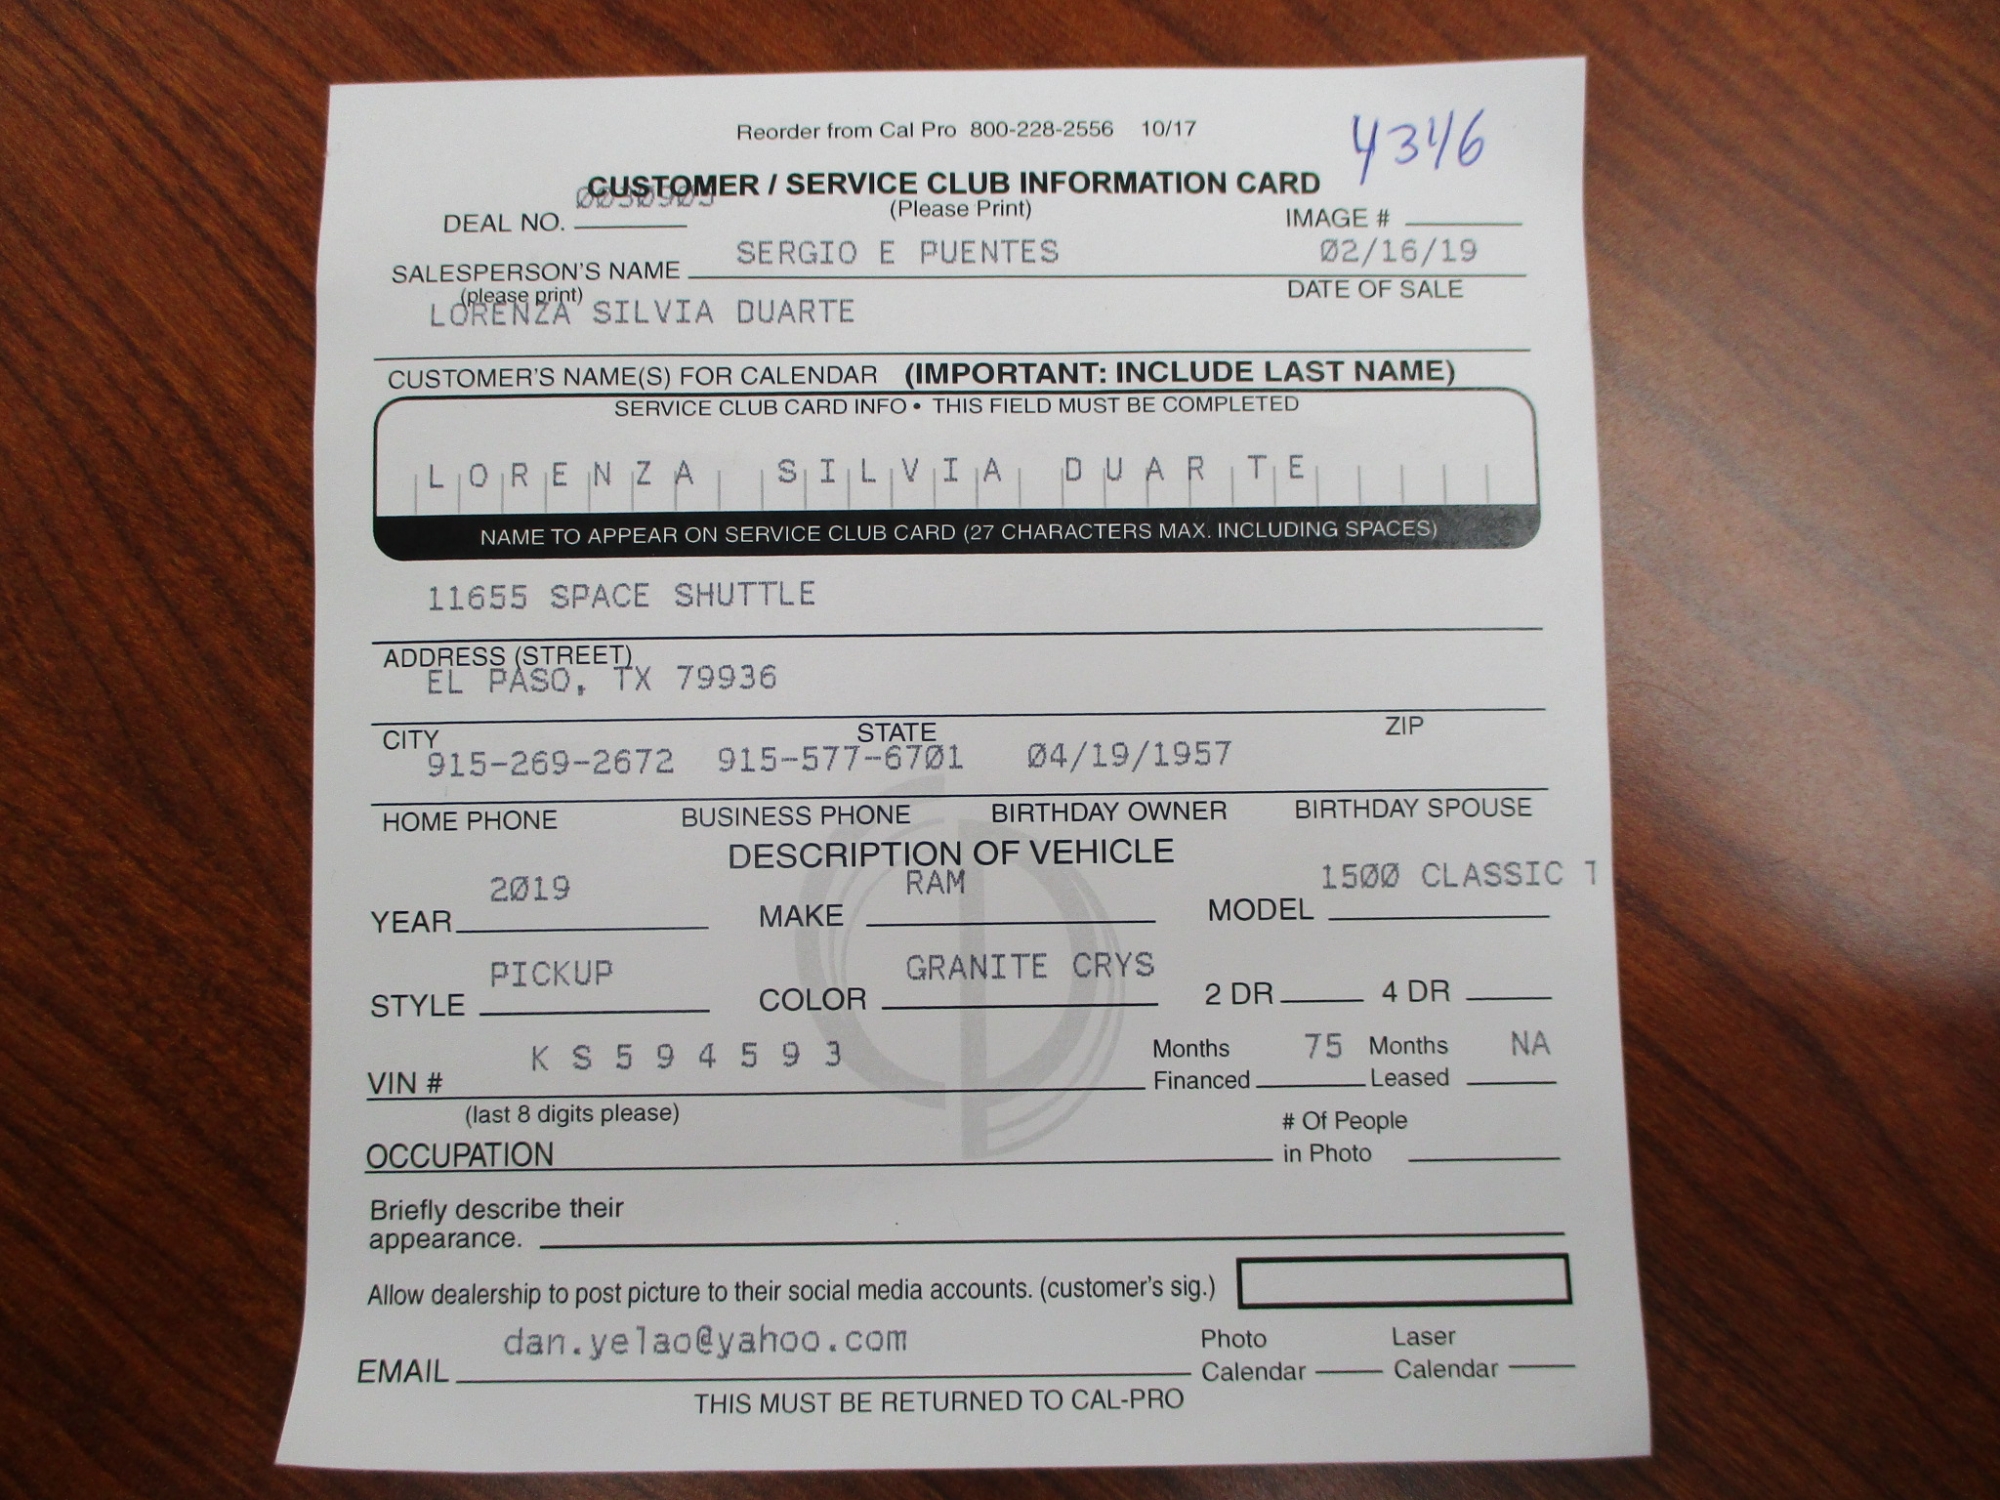 Reorder from Cal Pro 800-228-2556 10/17
4346
CUSTOMER / SERVICE CLUB INFORMATION CARD
(Please Print)
DEAL NO.
IMAGE #
SALESPERSON'S NAME SERGIO E PUENTES 02/16/19
(please print) DATE OF SALE
LORENZA SILVIA DUARTE
CUSTOMER'S NAME(S) FOR CALENDAR (IMPORTANT: INCLUDE LAST NAME)
SERVICE CLUB CARD INFO • THIS FIELD MUST BE COMPLETED
LORENZA SILVIA DUARTE
NAME TO APPEAR ON SERVICE CLUB CARD (27 CHARACTERS MAX. INCLUDING SPACES)
11655 SPACE SHUTTLE
ADDRESS (STREET)
EL PASO, TX 79936
CITY STATE ZIP
915-269-2672 915-577-6701 04/19/1957
HOME PHONE BUSINESS PHONE BIRTHDAY OWNER BIRTHDAY SPOUSE
DESCRIPTION OF VEHICLE
YEAR 2019 MAKE RAM MODEL 1500 CLASSIC T
STYLE PICKUP COLOR GRANITE CRYS 2 DR 4 DR
VIN # KS594593 Months Financed 75 Months Leased NA
(last 8 digits please)
OCCUPATION # Of People in Photo
Briefly describe their
appearance.
Allow dealership to post picture to their social media accounts. (customer's sig.)
EMAIL dan.yelao@yahoo.com Photo Calendar Laser Calendar
THIS MUST BE RETURNED TO CAL-PRO